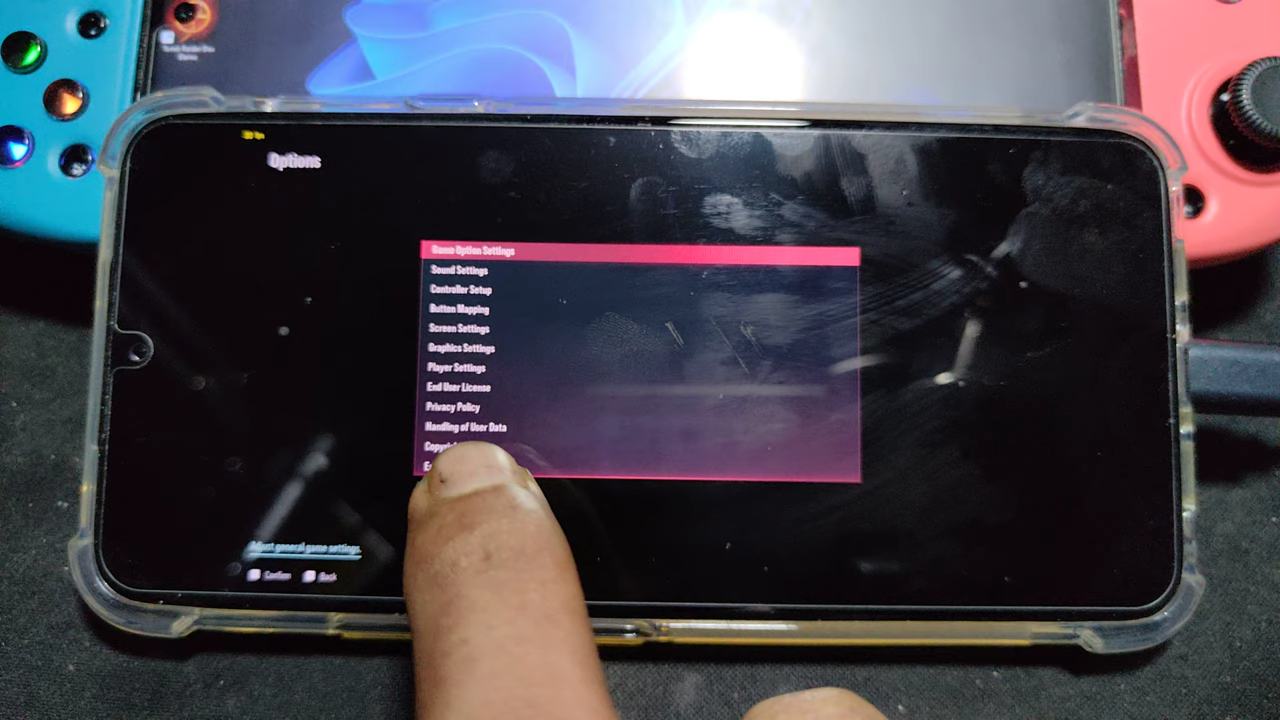 Options
Game Option Settings
Sound Settings
Controller Setup
Button Mapping
Screen Settings
Graphics Settings
Player Settings
End User License
Privacy Policy
Handling of User Data
Adjust general game settings.
Confirm Back